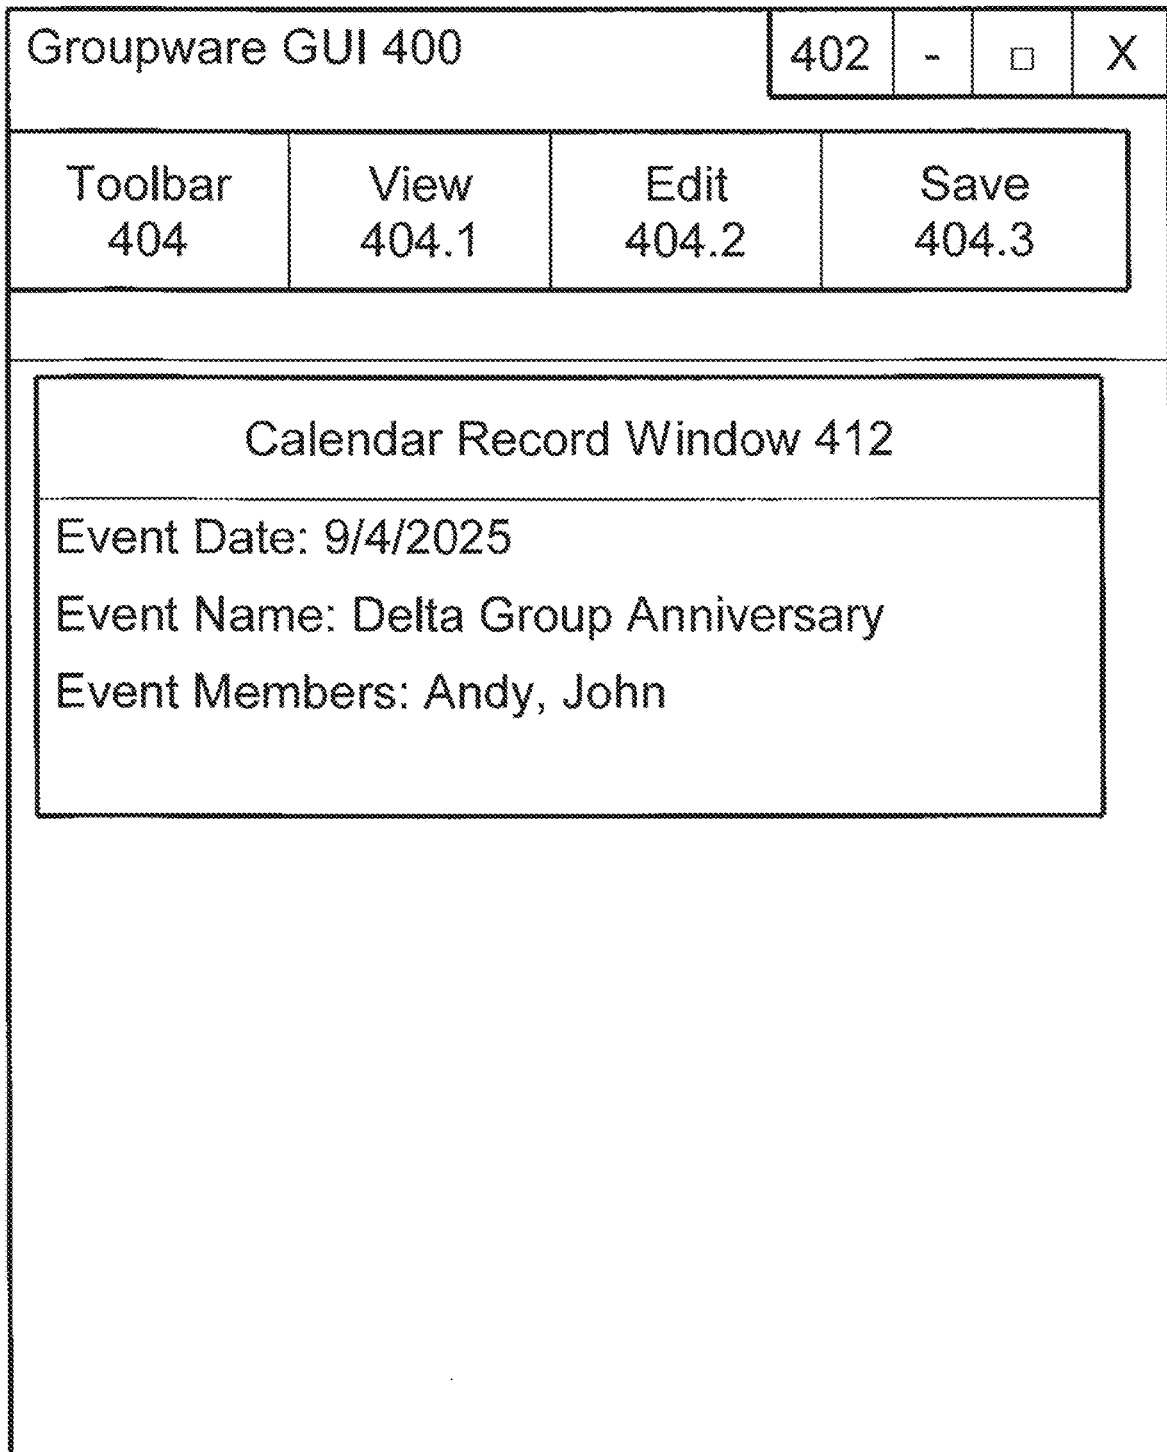 Groupware GUI 400
402 - □ X
Toolbar View Edit Save
404 404.1 404.2 404.3
Calendar Record Window 412
Event Date: 9/4/2025
Event Name: Delta Group Anniversary
Event Members: Andy, John